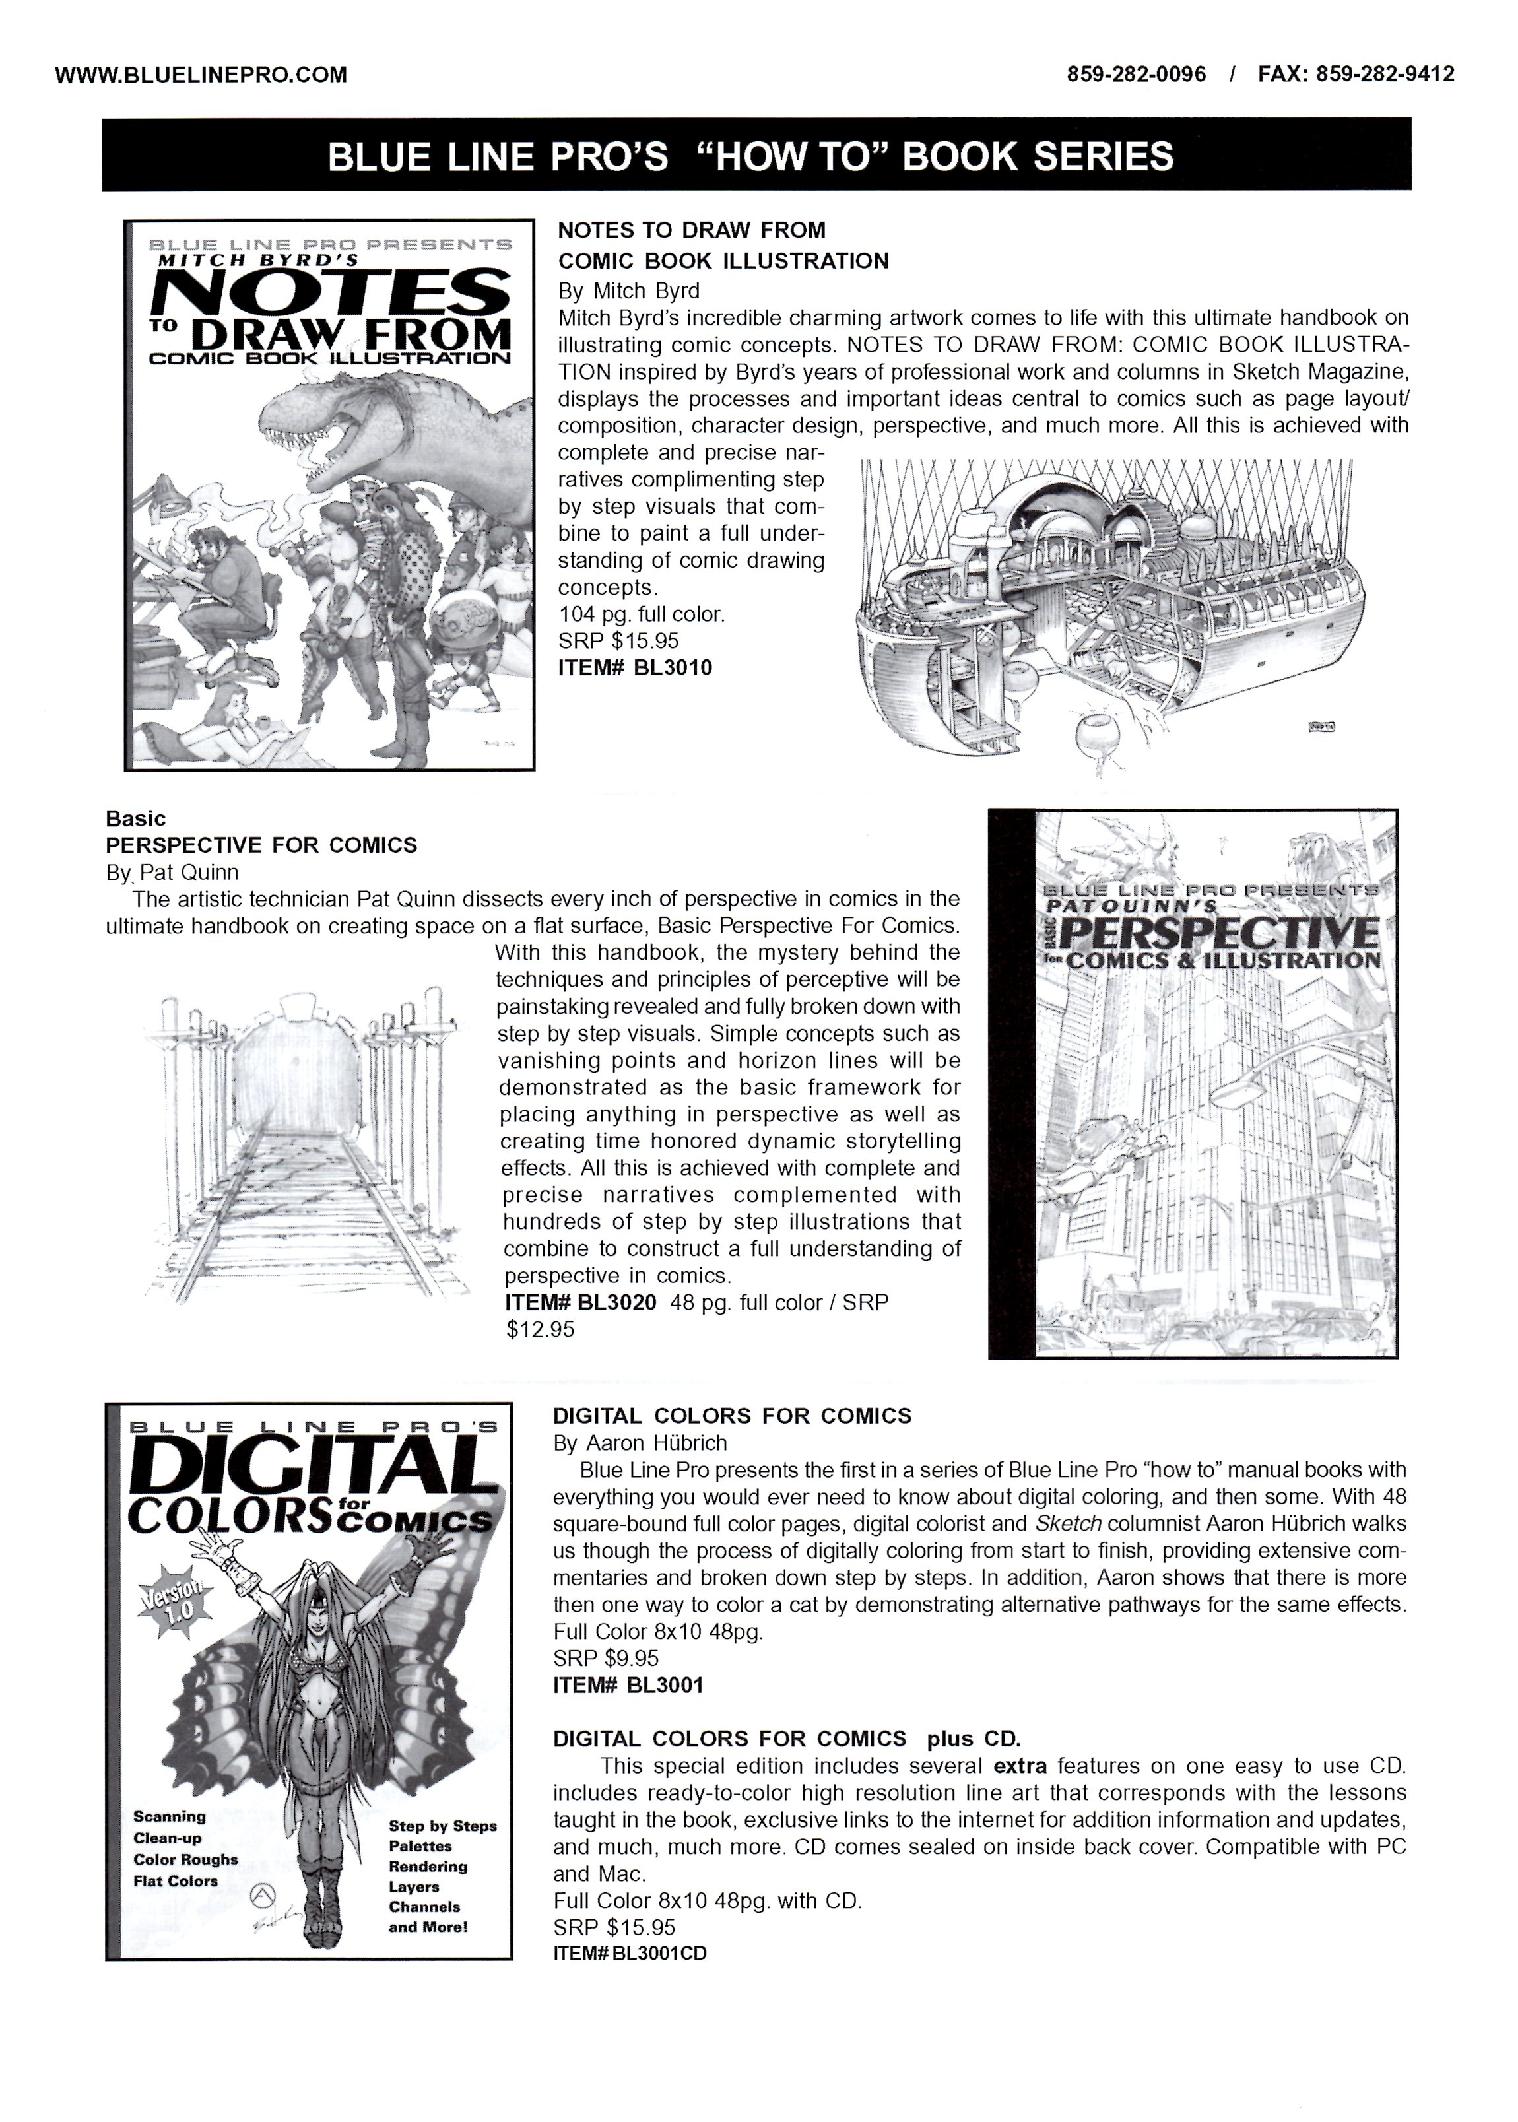 WWW.BLUELINEPRO.COM
859-282-0096 / FAX: 859-282-9412
BLUE LINE PRO'S “HOW TO” BOOK SERIES
BLUE LINE PRO PRESENTS
MITCH BYRD'S
NOTES
TO DRAW FROM
COMIC BOOK ILLUSTRATION
NOTES TO DRAW FROM
COMIC BOOK ILLUSTRATION
By Mitch Byrd
Mitch Byrd's incredible charming artwork comes to life with this ultimate handbook on
illustrating comic concepts. NOTES TO DRAW FROM: COMIC BOOK ILLUSTRA-
TION inspired by Byrd's years of professional work and columns in Sketch Magazine,
displays the processes and important ideas central to comics such as page layout/
composition, character design, perspective, and much more. All this is achieved with
complete and precise nar-
ratives complimenting step
by step visuals that com-
bine to paint a full under-
standing of comic drawing
concepts.
104 pg. full color.
SRP $15.95
ITEM# BL3010
Basic
PERSPECTIVE FOR COMICS
By Pat Quinn
The artistic technician Pat Quinn dissects every inch of perspective in comics in the
ultimate handbook on creating space on a flat surface, Basic Perspective For Comics.
With this handbook, the mystery behind the
techniques and principles of perceptive will be
painstaking revealed and fully broken down with
step by step visuals. Simple concepts such as
vanishing points and horizon lines will be
demonstrated as the basic framework for
placing anything in perspective as well as
creating time honored dynamic storytelling
effects. All this is achieved with complete and
precise narratives complemented with
hundreds of step by step illustrations that
combine to construct a full understanding of
perspective in comics.
ITEM# BL3020 48 pg. full color / SRP
$12.95
BLUE LINE PRO PRESENTS
PAT QUINN'S
BASIC PERSPECTIVE
for COMICS & ILLUSTRATION
BLUE LINE PRO'S
DIGITAL
COLORS for COMICS
Version
1.0
Scanning
Clean-up
Color Roughs
Flat Colors
Step by Steps
Palettes
Rendering
Layers
Channels
and More!
DIGITAL COLORS FOR COMICS
By Aaron Hübrich
Blue Line Pro presents the first in a series of Blue Line Pro “how to” manual books with
everything you would ever need to know about digital coloring, and then some. With 48
square-bound full color pages, digital colorist and Sketch columnist Aaron Hübrich walks
us though the process of digitally coloring from start to finish, providing extensive com-
mentaries and broken down step by steps. In addition, Aaron shows that there is more
then one way to color a cat by demonstrating alternative pathways for the same effects.
Full Color 8x10 48pg.
SRP $9.95
ITEM# BL3001
DIGITAL COLORS FOR COMICS plus CD.
This special edition includes several extra features on one easy to use CD.
includes ready-to-color high resolution line art that corresponds with the lessons
taught in the book, exclusive links to the internet for addition information and updates,
and much, much more. CD comes sealed on inside back cover. Compatible with PC
and Mac.
Full Color 8x10 48pg. with CD.
SRP $15.95
ITEM# BL3001CD